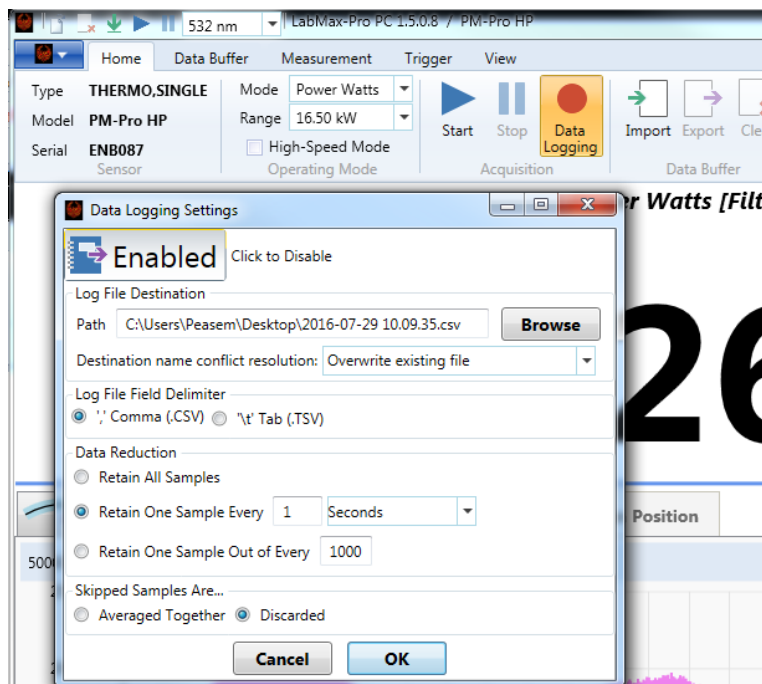 532 nm LabMax-Pro PC 1.5.0.8 / PM-Pro HP
Home Data Buffer Measurement Trigger View
Type THERMO,SINGLE Mode Power Watts
Model PM-Pro HP Range 16.50 kW Start Stop Data Logging Import Export Cle
Serial ENB087 High-Speed Mode
Sensor Operating Mode Acquisition Data Buffer
er Watts [Filt
Data Logging Settings
Enabled Click to Disable
Log File Destination
Path C:\Users\Peasem\Desktop\2016-07-29 10.09.35.csv Browse
Destination name conflict resolution: Overwrite existing file
26
Log File Field Delimiter
',' Comma (.CSV) '\t' Tab (.TSV)
Data Reduction
Retain All Samples
Retain One Sample Every 1 Seconds
Position
Retain One Sample Out of Every 1000
500
Skipped Samples Are...
2
Averaged Together Discarded
Cancel OK
2